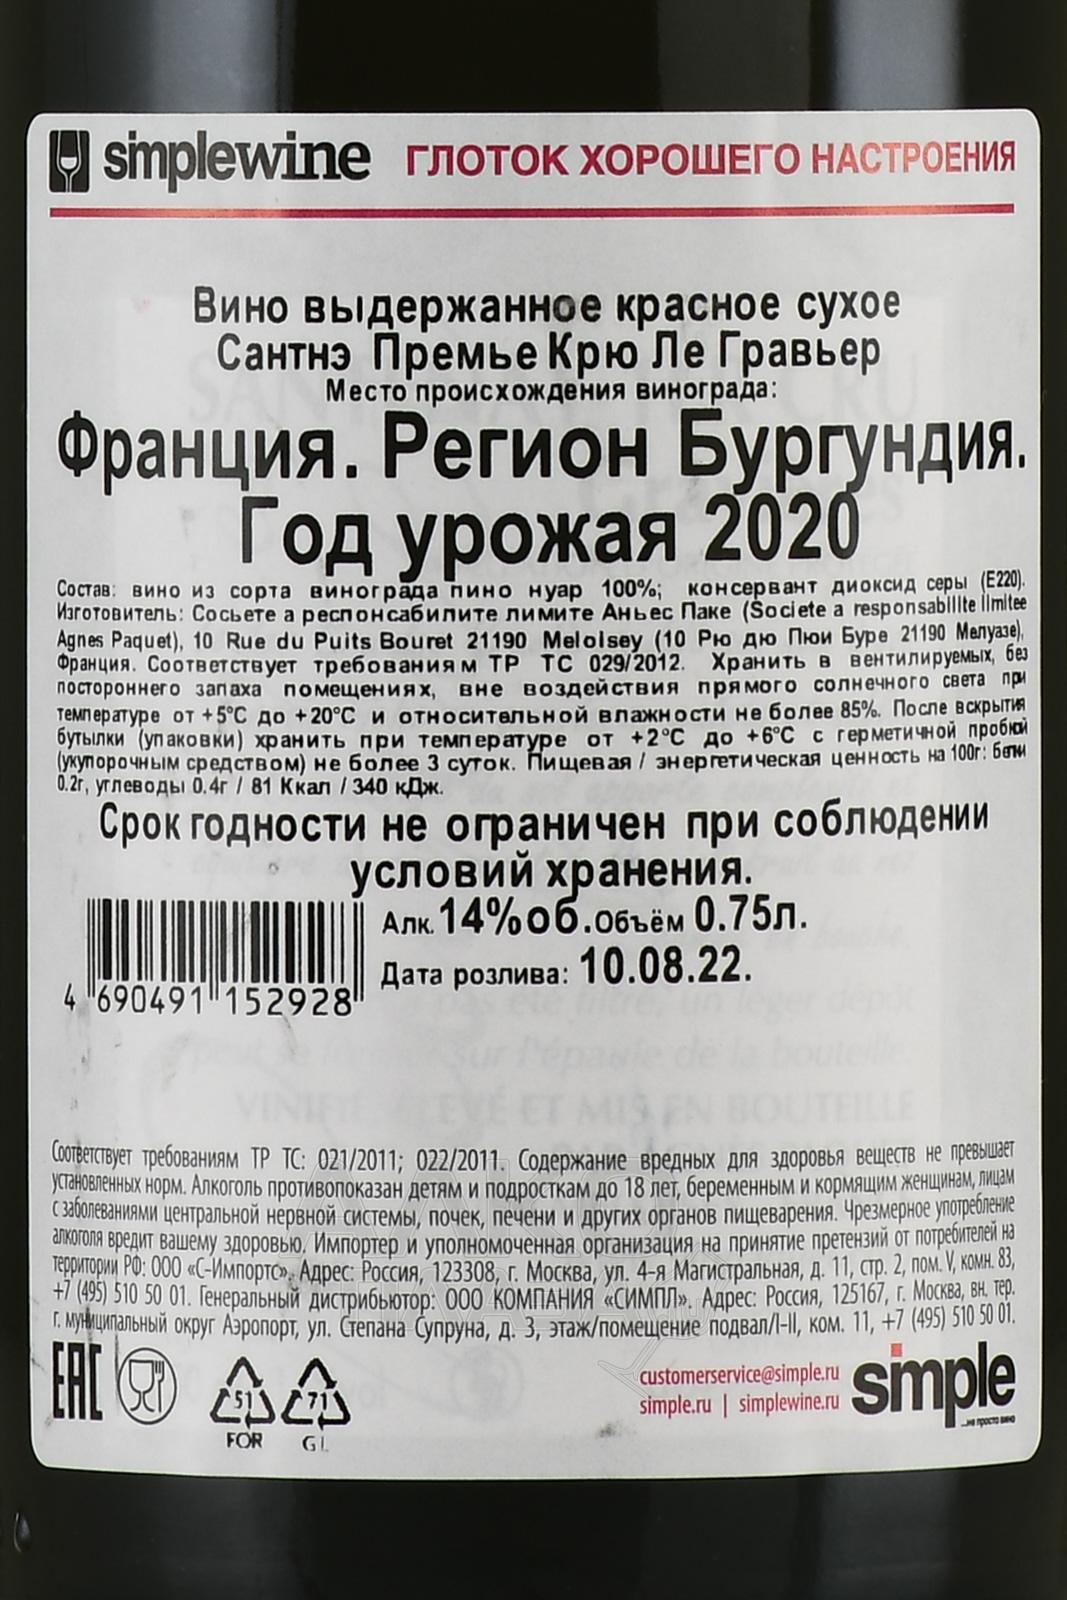 simplewine ГЛОТОК ХОРОШЕГО НАСТРОЕНИЯ
Вино выдержанное красное сухое
Сантнэ Премье Крю Ле Гравьер
Место происхождения винограда:
Франция. Регион Бургундия.
Год урожая 2020
Состав: вино из сорта винограда пино нуар 100%; консервант диоксид серы (Е220).
Изготовитель: Сосьете а респонсабилите лимите Аньес Паке (Societe a responsabilite limitee
Agnes Paquet), 10 Rue du Puits Bouret 21190 Meloisey (10 Рю дю Пюи Буре 21190 Мелуазе),
Франция. Соответствует требованиям ТР ТС 029/2012. Хранить в вентилируемых, без
постороннего запаха помещениях, вне воздействия прямого солнечного света при
температуре от +5°С до +20°С и относительной влажности не более 85%. После вскрытия
бутылки (упаковки) хранить при температуре от +2°С до +6°С с герметичной пробкой
(укупорочным средством) не более 3 суток. Пищевая / энергетическая ценность на 100г: белки
0.2г, углеводы 0.4г / 81 Ккал / 340 кДж.
Срок годности не ограничен при соблюдении
условий хранения.
Алк. 14%об. Объём 0.75л.
Дата розлива: 10.08.22.
4 690491 152928
Соответствует требованиям ТР ТС: 021/2011; 022/2011. Содержание вредных для здоровья веществ не превышает
установленных норм. Алкоголь противопоказан детям и подросткам до 18 лет, беременным и кормящим женщинам, лицам
с заболеваниями центральной нервной системы, почек, печени и других органов пищеварения. Чрезмерное употребление
алкоголя вредит вашему здоровью. Импортер и уполномоченная организация на принятие претензий от потребителей на
территории РФ: ООО «С-Импортс». Адрес: Россия, 123308, г. Москва, ул. 4-я Магистральная, д. 11, стр. 2, пом. V, комн. 83,
+7 (495) 510 50 01. Генеральный дистрибьютор: ООО КОМПАНИЯ «СИМПЛ». Адрес: Россия, 125167, г. Москва, вн. тер.
г. муниципальный округ Аэропорт, ул. Степана Супруна, д. 3, этаж/помещение подвал/I-II, ком. 11, +7 (495) 510 50 01.
EAC
51
FOR
71
GL
customerservice@simple.ru
simple.ru | simplewine.ru
simple
...не просто вино